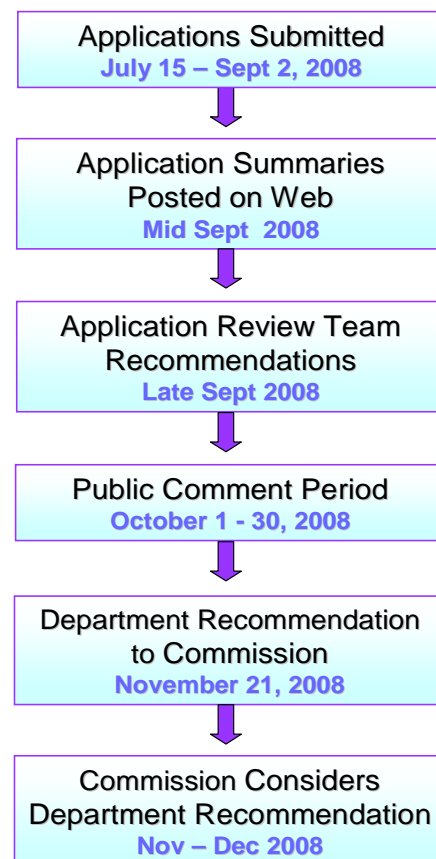 Applications Submitted
July 15 – Sept 2, 2008
Application Summaries
Posted on Web
Mid Sept 2008
Application Review Team
Recommendations
Late Sept 2008
Public Comment Period
October 1 - 30, 2008
Department Recommendation
to Commission
November 21, 2008
Commission Considers
Department Recommendation
Nov – Dec 2008